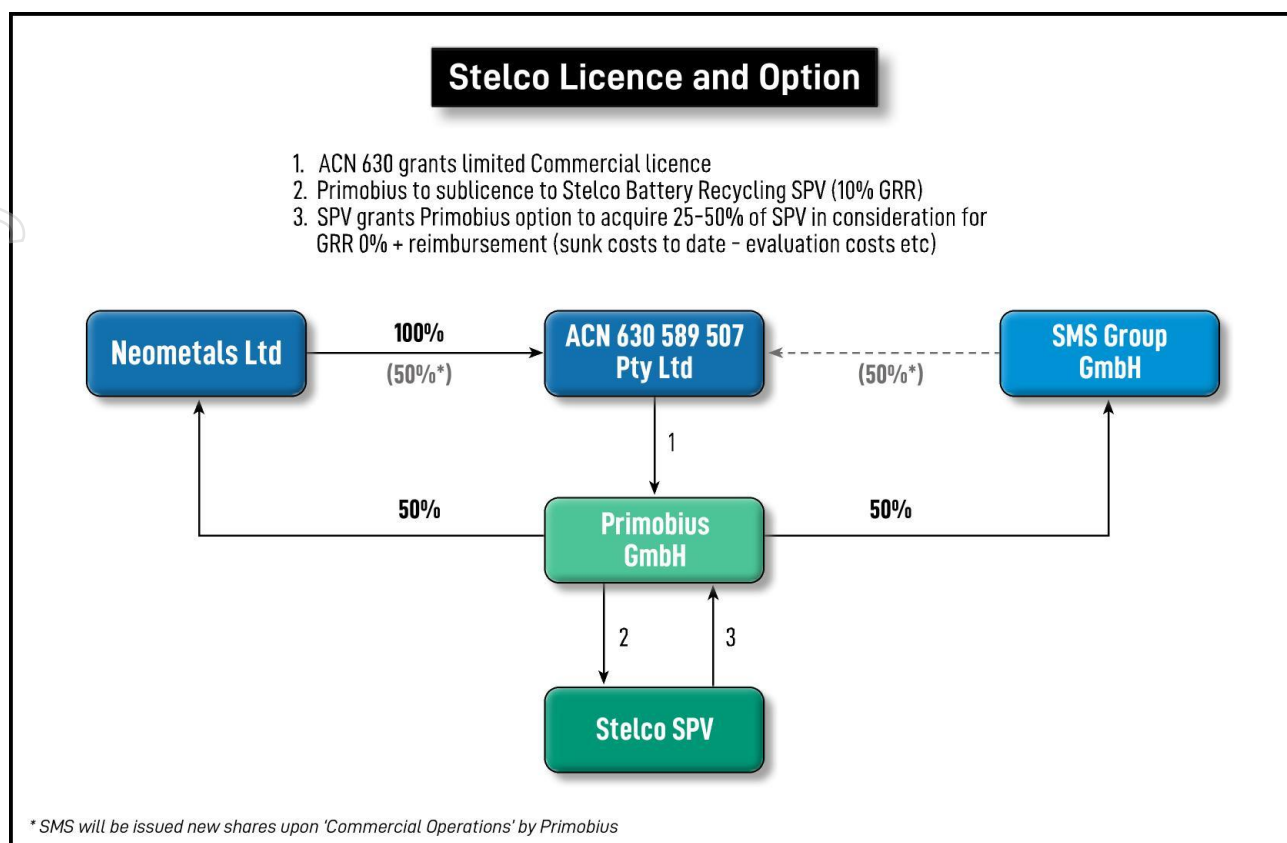 Stelco Licence and Option
1. ACN 630 grants limited Commercial licence
2. Primobius to sublicence to Stelco Battery Recycling SPV (10% GRR)
3. SPV grants Primobius option to acquire 25-50% of SPV in consideration for
GRR 0% + reimbursement (sunk costs to date - evaluation costs etc)
Neometals Ltd
100%
(50%*)
ACN 630 589 507
Pty Ltd
(50%*)
SMS Group
GmbH
1
50%
Primobius
GmbH
50%
2
3
Stelco SPV
* SMS will be issued new shares upon 'Commercial Operations' by Primobius